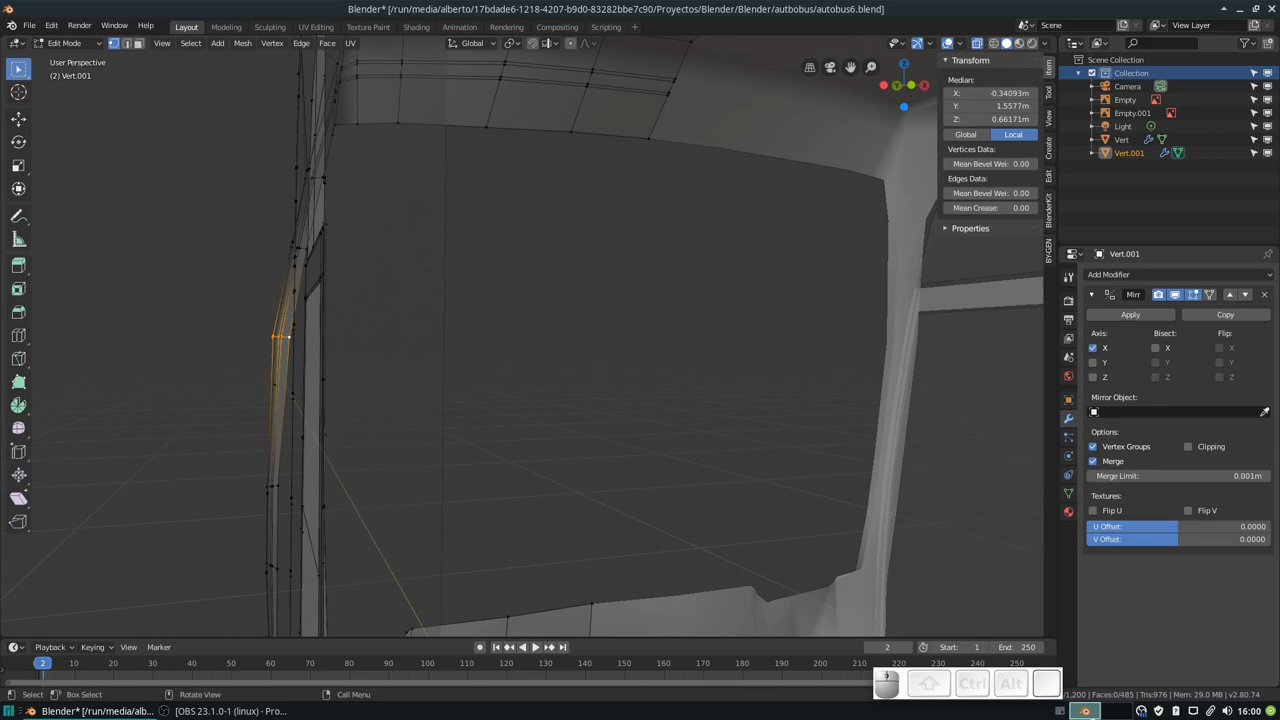 Blender* [/run/media/alberto/17bdade6-1218-4207-b9d0-83282bbe7c90/Proyectos/Blender/Blender/autbobus/autobus6.blend]
File Edit Render Window Help Layout Modeling Sculpting UV Editing Texture Paint Shading Animation Rendering Compositing Scripting + Scene View Layer
Edit Mode View Select Add Mesh Vertex Edge Face UV Global
User Perspective
(2) Vert.001
Z
X
Y
Transform
Median:
X: -0.34093m
Y: 1.5577m
Z: 0.66171m
Global Local
Vertices Data:
Mean Bevel Wei: 0.00
Edges Data:
Mean Bevel Wei: 0.00
Mean Crease: 0.00
Properties
Item
Tool
View
Create
Edit
BlenderKit
BY-GEN
Scene Collection
Collection
Camera
Empty
Empty.001
Light
Vert
Vert.001
Vert.001
Add Modifier
Mirr
Apply Copy
Axis: Bisect: Flip:
X X X
Y Y Y
Z Z Z
Mirror Object:
Options:
Vertex Groups Clipping
Merge
Merge Limit: 0.001m
Textures:
Flip U Flip V
U Offset: 0.0000
V Offset: 0.0000
Playback Keying View Marker 2 Start: 1 End: 250
2 10 20 30 40 50 60 70 80 90 100 110 120 130 140 150 160 170 180 190 200 210 220 230 240 250
Select Box Select Rotate View Call Menu Ctrl Alt 1/1,200 | Faces:0/485 | Tris:976 | Mem: 29.0 MB | v2.80.74
Blender* [/run/media/alb... [OBS 23.1.0-1 (linux) - Pro... 16:00